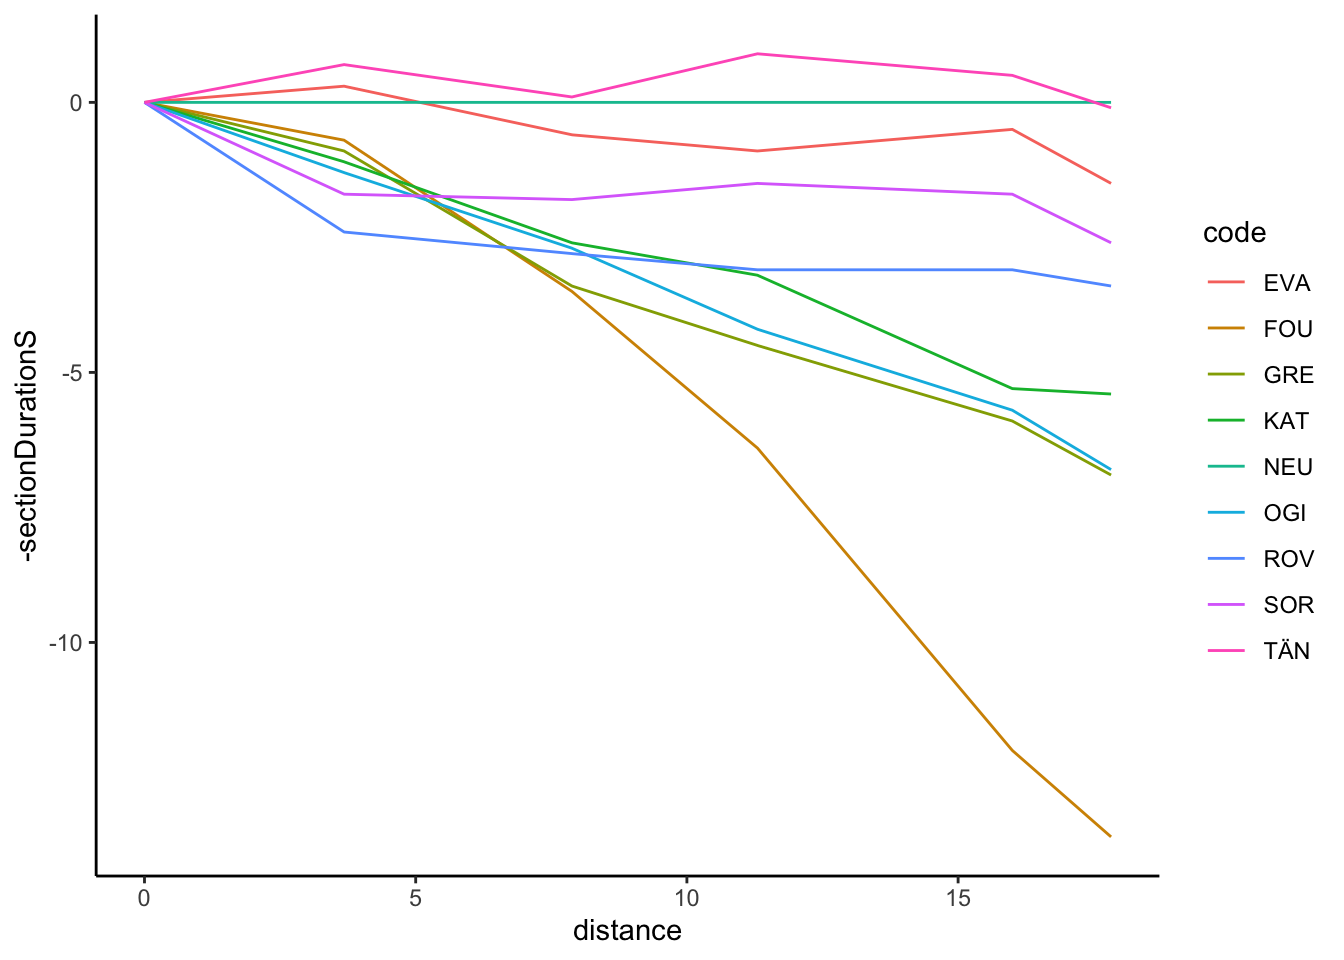 0
-5
-10
-sectionDurationS
0
5
10
15
distance
code
EVA
FOU
GRE
KAT
NEU
OGI
ROV
SOR
TÄN